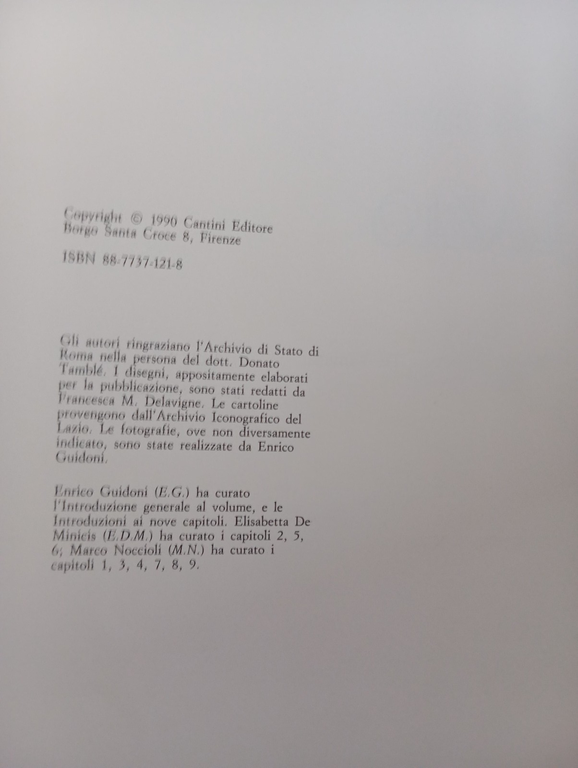 Copyright © 1990 Cantini Editore
Borgo Santa Croce 8, Firenze
ISBN 88-7737-121-8
Gli autori ringraziano l'Archivio di Stato di
Roma nella persona del dott. Donato
Tamblé. I disegni, appositamente elaborati
per la pubblicazione, sono stati redatti da
Francesca M. Delavigne. Le cartoline
provengono dall'Archivio Iconografico del
Lazio. Le fotografie, ove non diversamente
indicato, sono state realizzate da Enrico
Guidoni.
Enrico Guidoni (E.G.) ha curato
l'Introduzione generale al volume, e le
Introduzioni ai nove capitoli. Elisabetta De
Minicis (E.D.M.) ha curato i capitoli 2, 5,
6; Marco Noccioli (M.N.) ha curato i
capitoli 1, 3, 4, 7, 8, 9.